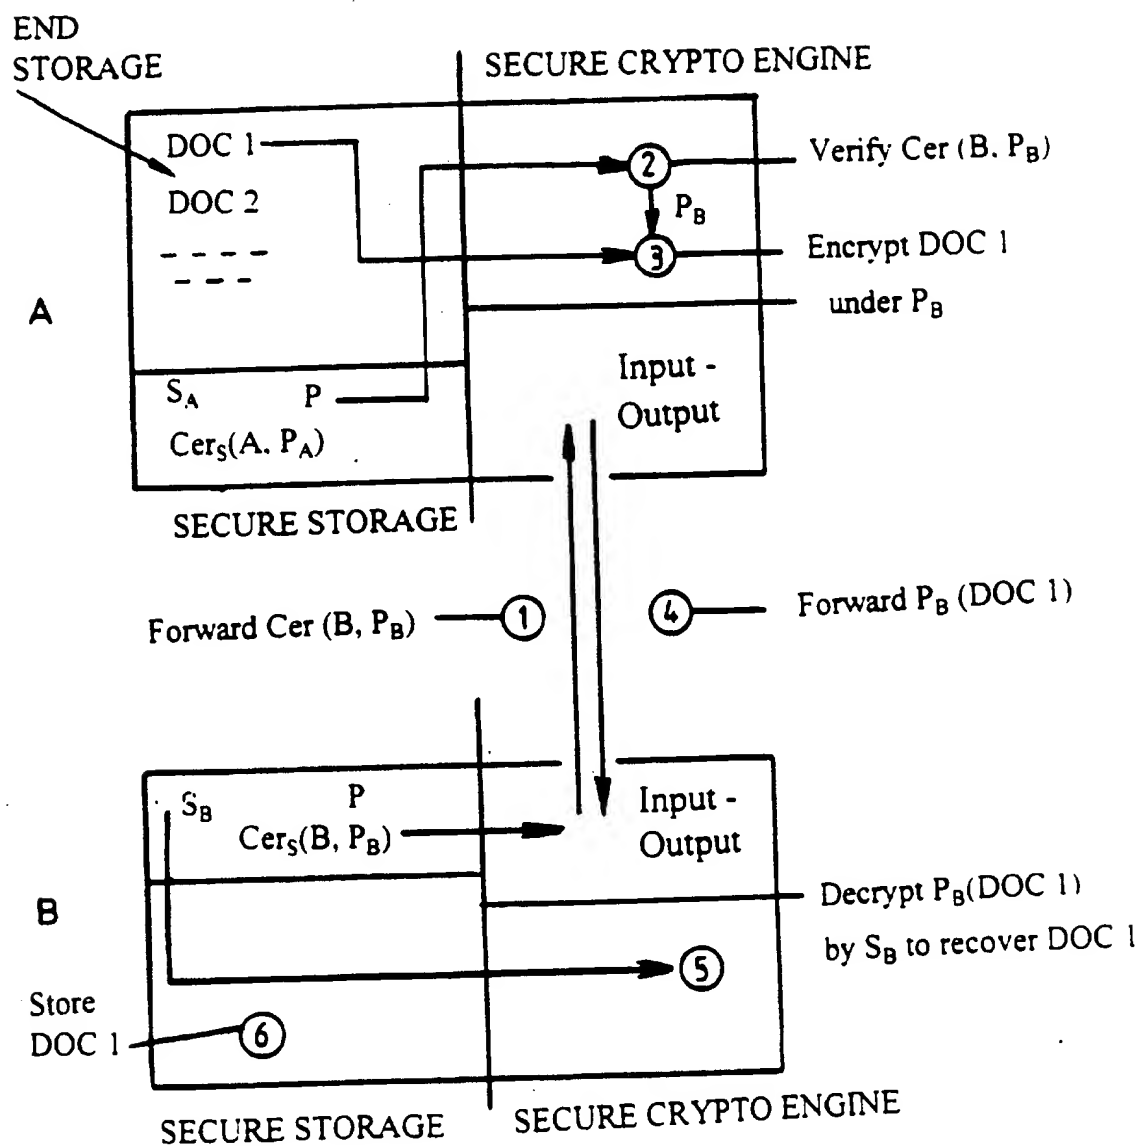 END
STORAGE
SECURE CRYPTO ENGINE
DOC 1
DOC 2
2
Verify Cer (B. P_B)
P_B
3
Encrypt DOC 1
under P_B
A
S_A P
Cer_S(A. P_A)
Input -
Output
SECURE STORAGE
Forward Cer (B, P_B)
1
4
Forward P_B (DOC 1)
S_B P
Cer_S(B, P_B)
Input -
Output
B
Decrypt P_B(DOC 1)
by S_B to recover DOC 1
5
Store
DOC 1
6
SECURE STORAGE
SECURE CRYPTO ENGINE